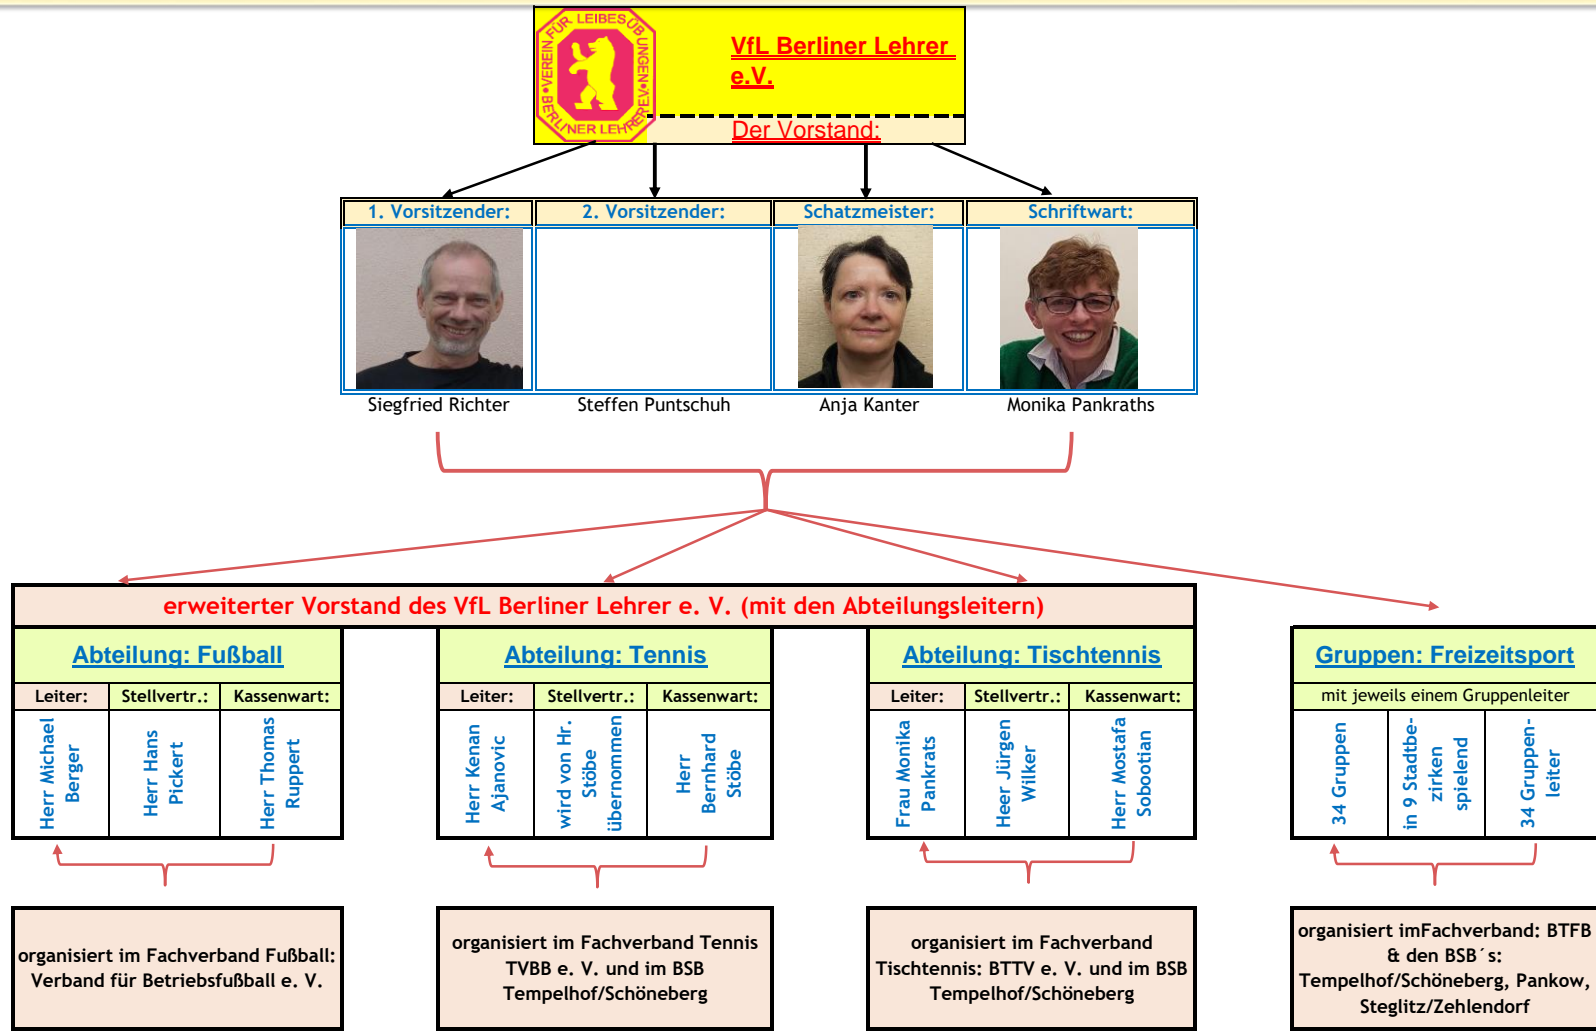 VEREIN FÜR LEIBESÜBUNGEN
BERLINER LEHRER E.V.
VfL Berliner Lehrer
e.V.
Der Vorstand:
1. Vorsitzender: 2. Vorsitzender: Schatzmeister: Schriftwart:
Siegfried Richter Steffen Puntschuh Anja Kanter Monika Pankraths
erweiterter Vorstand des VfL Berliner Lehrer e. V. (mit den Abteilungsleitern)
Abteilung: Fußball
Leiter: Stellvertr.: Kassenwart:
Herr Michael
Berger
Herr Hans
Pickert
Herr Thomas
Ruppert
organisiert im Fachverband Fußball:
Verband für Betriebsfußball e. V.
Abteilung: Tennis
Leiter: Stellvertr.: Kassenwart:
Herr Kenan
Ajanovic
wird von Hr.
Stöbe
übernommen
Herr
Bernhard
Stöbe
organisiert im Fachverband Tennis
TVBB e. V. und im BSB
Tempelhof/Schöneberg
Abteilung: Tischtennis
Leiter: Stellvertr.: Kassenwart:
Frau Monika
Pankrats
Heer Jürgen
Wilker
Herr Mostafa
Sobootian
organisiert im Fachverband
Tischtennis: BTTV e. V. und im BSB
Tempelhof/Schöneberg
Gruppen: Freizeitsport
mit jeweils einem Gruppenleiter
34 Gruppen
in 9 Stadtbe-
zirken
spielend
34 Gruppen-
leiter
organisiert imFachverband: BTFB
& den BSB´s:
Tempelhof/Schöneberg, Pankow,
Steglitz/Zehlendorf